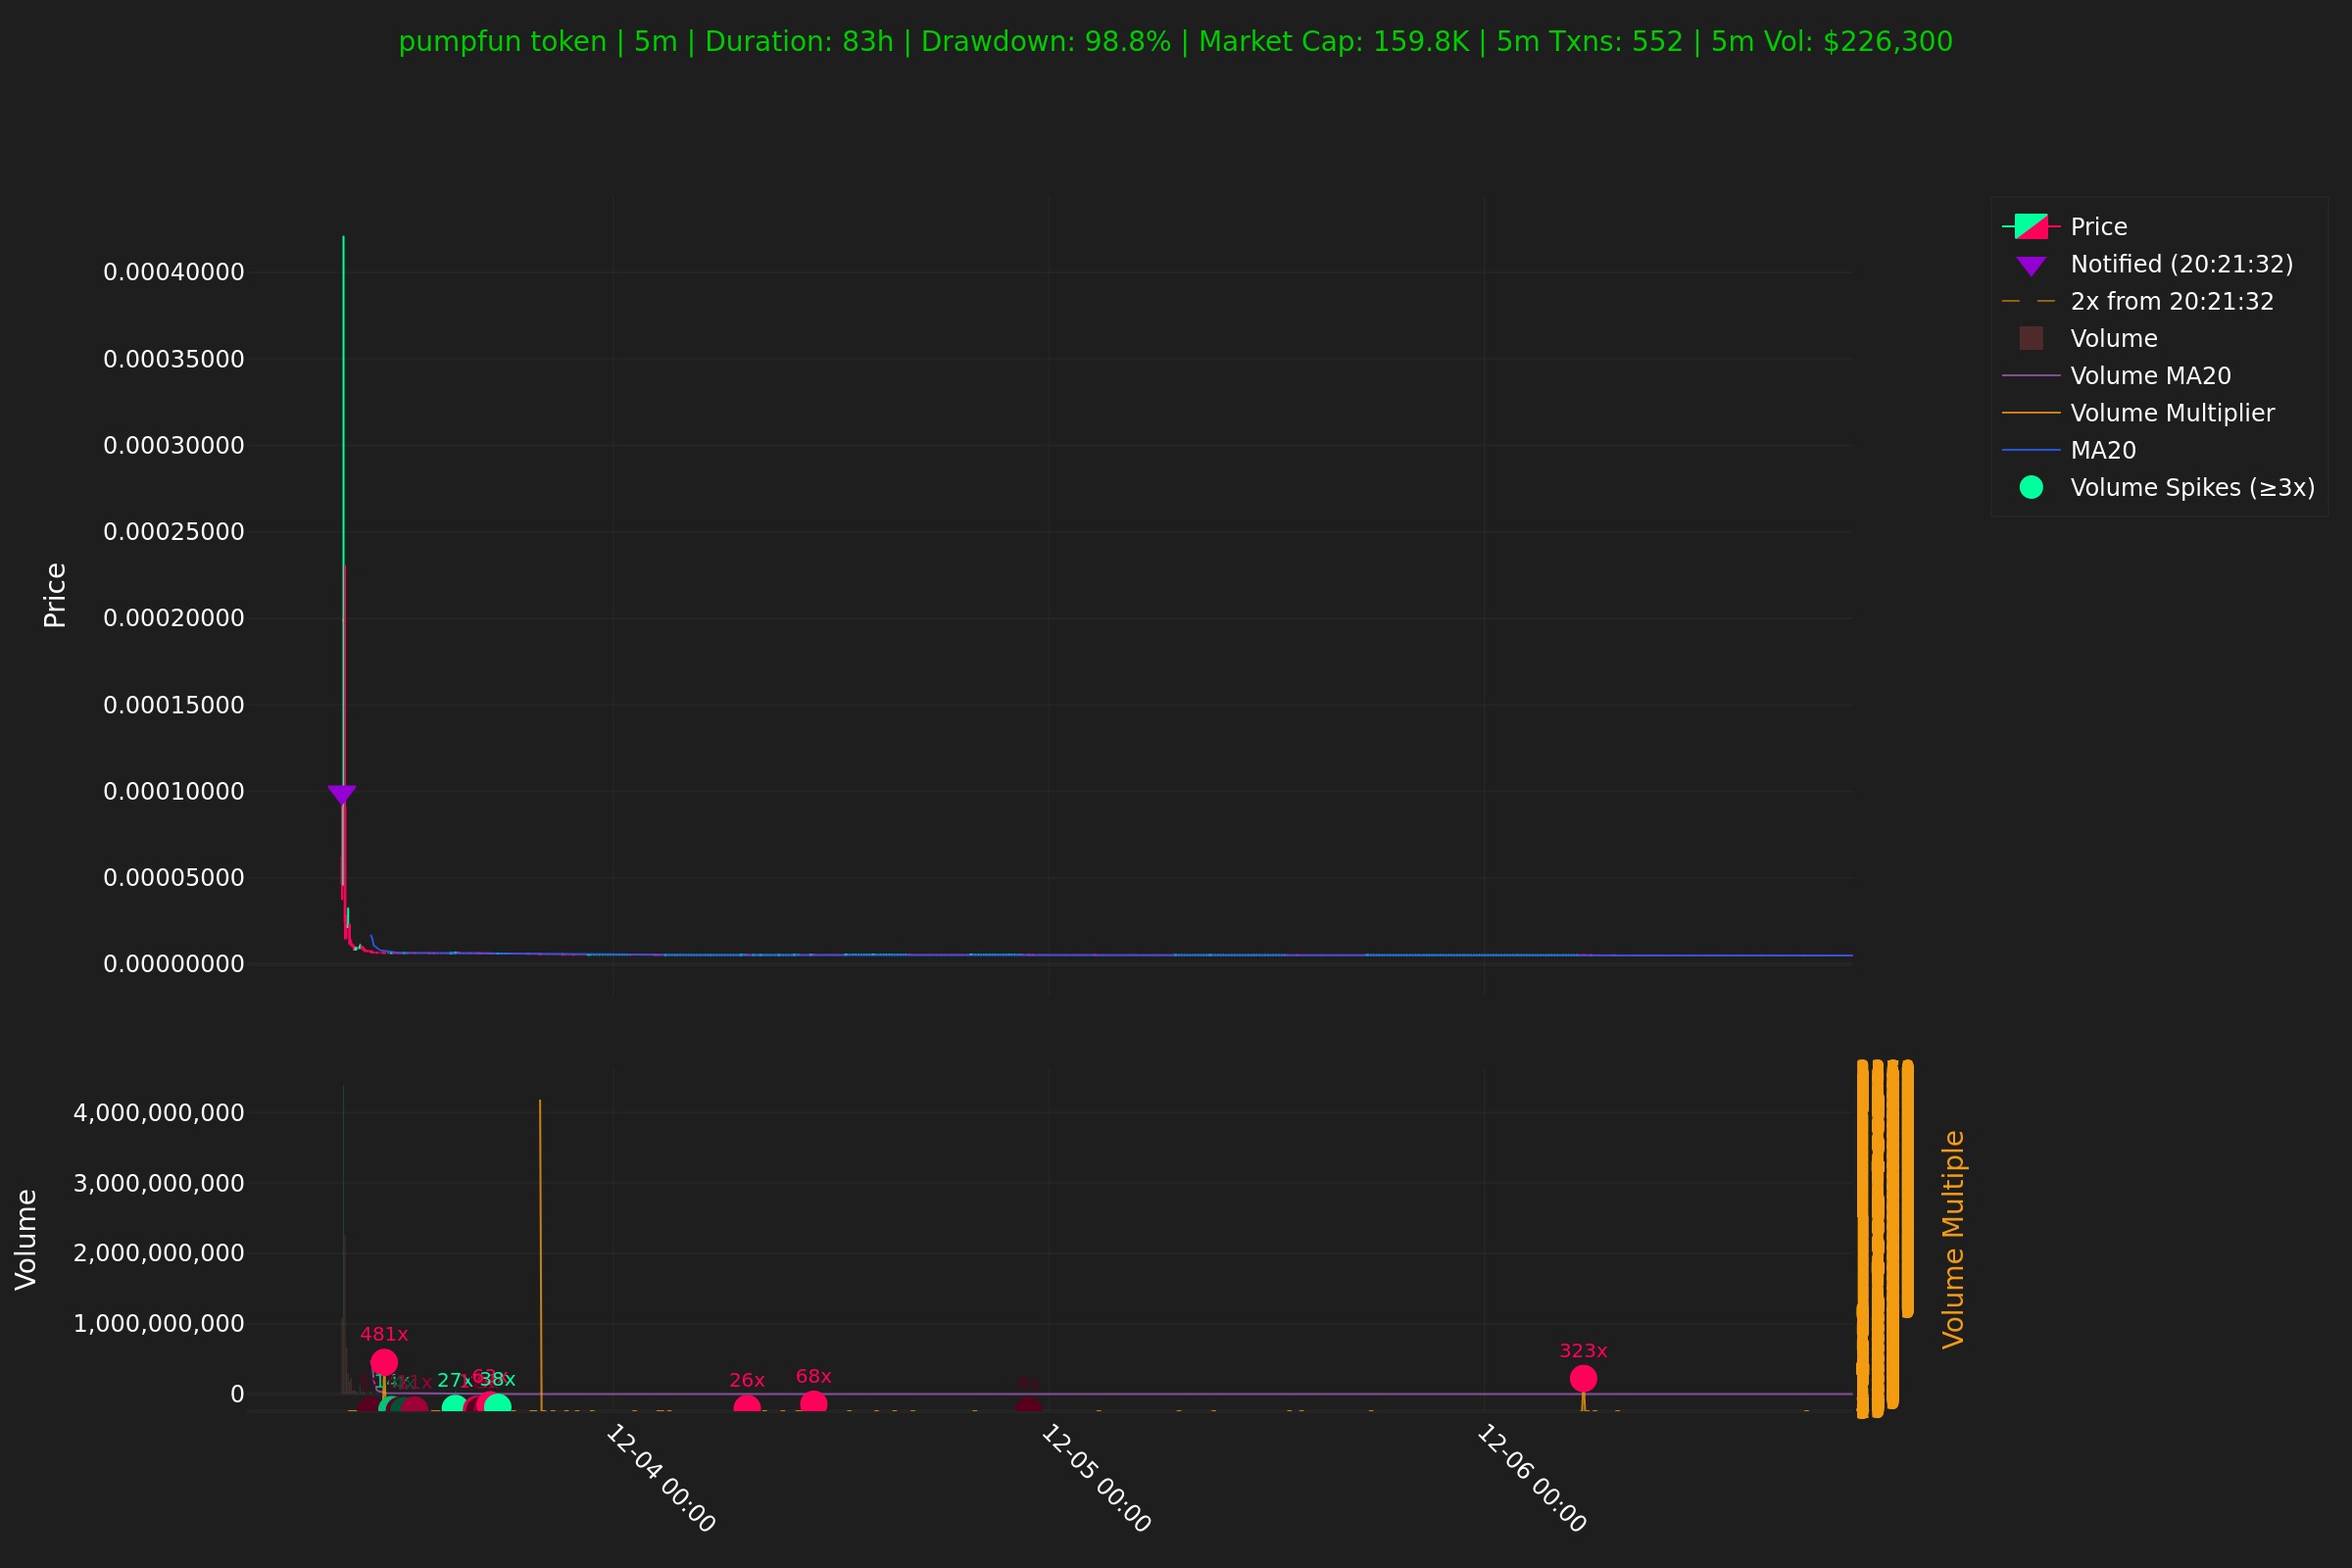 pumpfun token | 5m | Duration: 83h | Drawdown: 98.8% | Market Cap: 159.8K | 5m Txns: 552 | 5m Vol: $226,300
Price
0.00040000
0.00035000
0.00030000
0.00025000
0.00020000
0.00015000
0.00010000
0.00005000
0.00000000
Price
Notified (20:21:32)
2x from 20:21:32
Volume
Volume MA20
Volume Multiplier
MA20
Volume Spikes (≥3x)
Volume
4,000,000,000
3,000,000,000
2,000,000,000
1,000,000,000
0
481x
27x
38x
26x
68x
323x
Volume Multiple
12-04 00:00
12-05 00:00
12-06 00:00